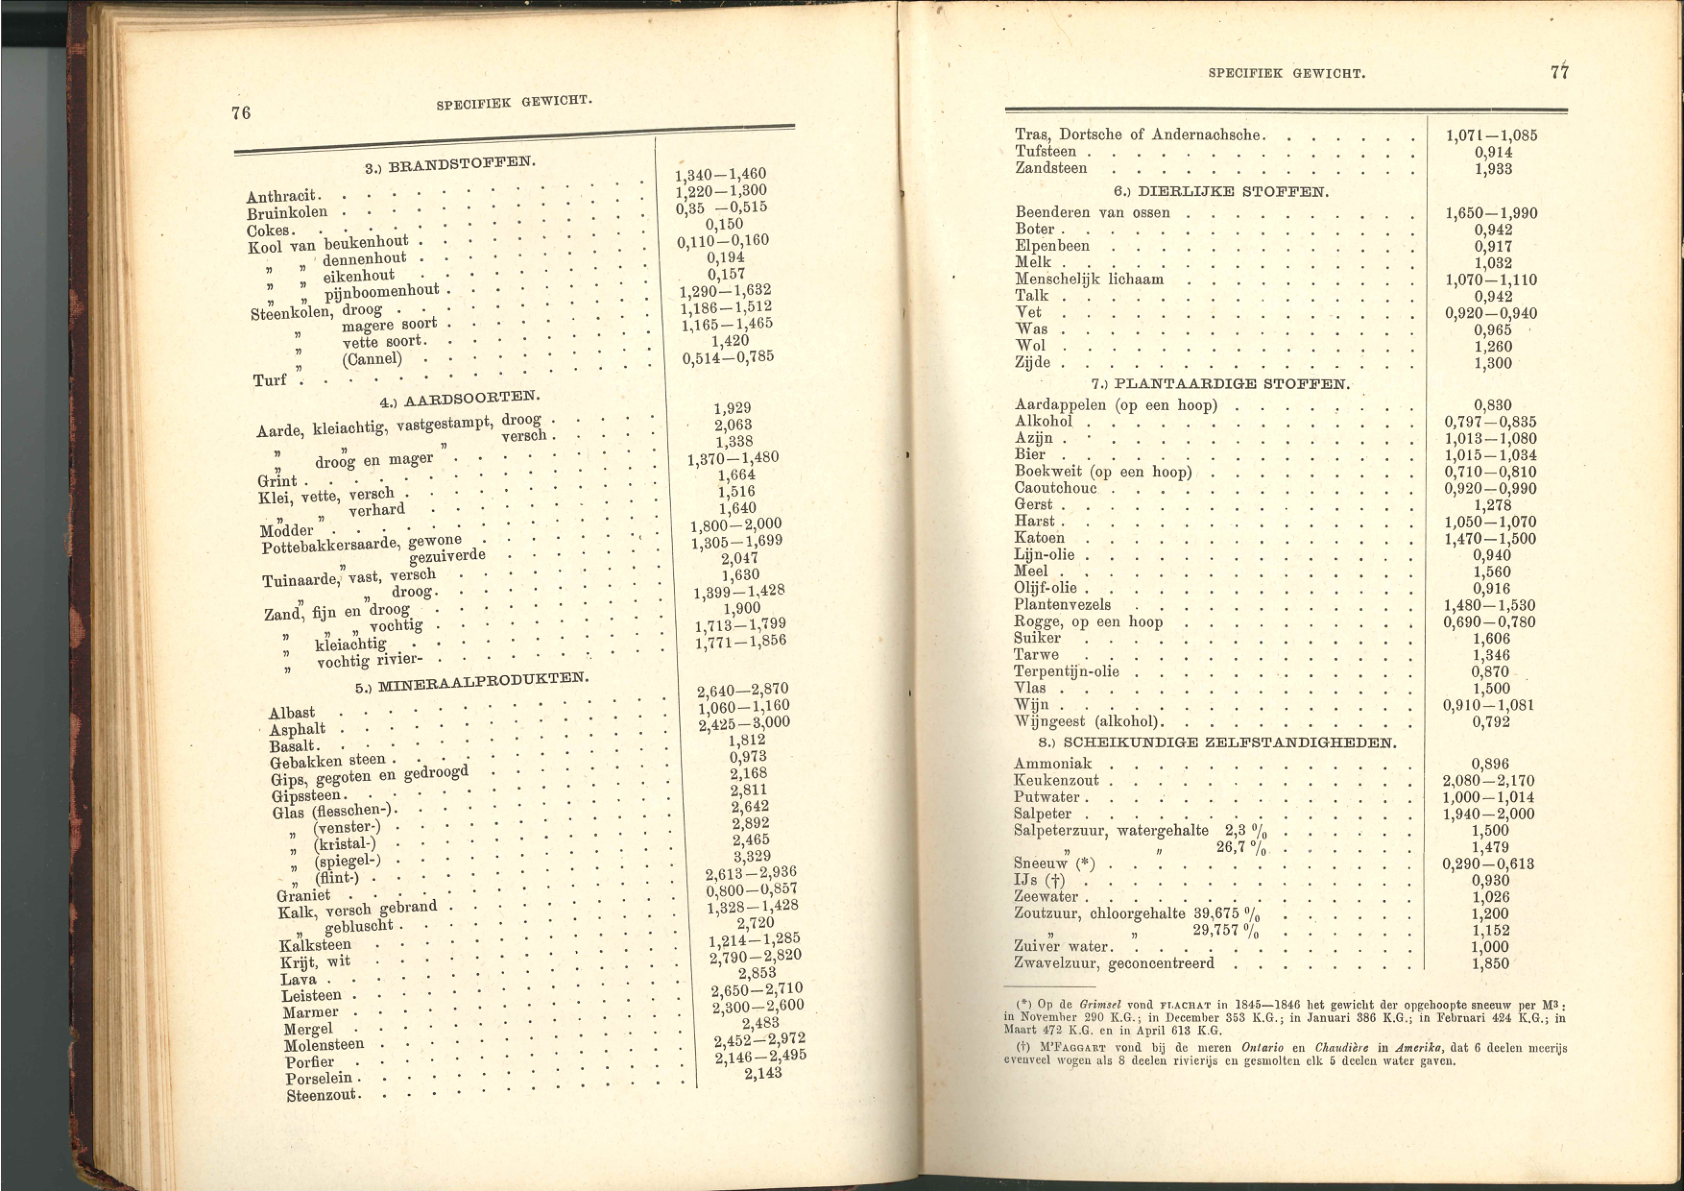 76 SPECIFIEK GEWICHT.
3.) BRANDSTOFFEN.
Anthracit. . . . . . . . . . . . . 1,340—1,460
Bruinkolen . . . . . . . . . . . . 1,220—1,300
Cokes. . . . . . . . . . . . . . 0,35 —0,515
Kool van beukenhout . . . . . . . . . 0,150
„ „ dennenhout . . . . . . . . . 0,110—0,160
„ „ eikenhout . . . . . . . . . 0,194
„ „ pijnboomenhout . . . . . . . . 0,157
Steenkolen, droog . . . . . . . . . . 1,290—1,632
„ magere soort . . . . . . . . 1,186—1,512
„ vette soort. . . . . . . . . 1,165—1,465
„ (Cannel) . . . . . . . . . 1,420
Turf . . . . . . . . . . . . . . 0,514—0,785
4.) AARDSOORTEN.
Aarde, kleiachtig, vastgestampt, droog . . . . . 1,929
„ „ „ versch . . . . . 2,063
„ droog en mager . . . . . . . . 1,338
Grint . . . . . . . . . . . . . . 1,370—1,480
Klei, vette, versch . . . . . . . . . . 1,664
„ „ verhard . . . . . . . . . 1,516
Modder . . . . . . . . . . . . . 1,640
Pottebakkersaarde, gewone . . . . . . . 1,800—2,000
„ gezuiverde . . . . . . 1,305—1,699
Tuinaarde, vast, versch . . . . . . . . 2,047
„ „ droog. . . . . . . . . 1,630
Zand, fijn en droog . . . . . . . . . 1,399—1,428
„ „ „ vochtig . . . . . . . . . 1,900
„ kleiachtig . . . . . . . . . . 1,713—1,799
„ vochtig rivier- . . . . . . . . . 1,771—1,856
5.) MINERAALPRODUKTEN.
Albast . . . . . . . . . . . . . 2,640—2,870
Asphalt . . . . . . . . . . . . . 1,060—1,160
Basalt. . . . . . . . . . . . . . 2,425—3,000
Gebakken steen . . . . . . . . . . . 1,812
Gips, gegoten en gedroogd . . . . . . . 0,973
Gipssteen. . . . . . . . . . . . . 2,168
Glas (flesschen-). . . . . . . . . . . 2,811
„ (venster-) . . . . . . . . . . . 2,642
„ (kristal-) . . . . . . . . . . . 2,892
„ (spiegel-) . . . . . . . . . . . 2,465
„ (flint-) . . . . . . . . . . . . 3,329
Graniet . . . . . . . . . . . . . 2,613—2,936
Kalk, versch gebrand . . . . . . . . . 0,800—0,857
„ gebluscht . . . . . . . . . . . 1,328—1,428
Kalksteen . . . . . . . . . . . . 2,720
Krijt, wit . . . . . . . . . . . . 1,214—1,285
Lava . . . . . . . . . . . . . . 2,790—2,820
Leisteen . . . . . . . . . . . . . 2,853
Marmer . . . . . . . . . . . . . 2,650—2,710
Mergel . . . . . . . . . . . . . 2,300—2,600
Molensteen . . . . . . . . . . . . 2,483
Porfier . . . . . . . . . . . . . 2,452—2,972
Porselein . . . . . . . . . . . . . 2,146—2,495
Steenzout. . . . . . . . . . . . . 2,143
SPECIFIEK GEWICHT. 77
Tras, Dortsche of Andernachsche. . . . . . . 1,071—1,085
Tufsteen . . . . . . . . . . . . . . 0,914
Zandsteen . . . . . . . . . . . . . 1,933
6.) DIERLIJKE STOFFEN.
Beenderen van ossen . . . . . . . . . . 1,650—1,990
Boter . . . . . . . . . . . . . . . 0,942
Elpenbeen . . . . . . . . . . . . . 0,917
Melk . . . . . . . . . . . . . . . 1,032
Menschelijk lichaam . . . . . . . . . . 1,070—1,110
Talk . . . . . . . . . . . . . . . 0,942
Vet . . . . . . . . . . . . . . . 0,920—0,940
Was . . . . . . . . . . . . . . . 0,965
Wol . . . . . . . . . . . . . . . 1,260
Zijde . . . . . . . . . . . . . . . 1,300
7.) PLANTAARDIGE STOFFEN.
Aardappelen (op een hoop) . . . . . . . . 0,830
Alkohol . . . . . . . . . . . . . . 0,797—0,835
Azijn . . . . . . . . . . . . . . . 1,013—1,080
Bier . . . . . . . . . . . . . . . 1,015—1,034
Boekweit (op een hoop) . . . . . . . . . 0,710—0,810
Caoutchouc . . . . . . . . . . . . . 0,920—0,990
Gerst . . . . . . . . . . . . . . . 1,278
Harst . . . . . . . . . . . . . . . 1,050—1,070
Katoen . . . . . . . . . . . . . . 1,470—1,500
Lijn-olie . . . . . . . . . . . . . . 0,940
Meel . . . . . . . . . . . . . . . 1,560
Olijf-olie . . . . . . . . . . . . . . 0,916
Plantenvezels . . . . . . . . . . . . 1,480—1,530
Rogge, op een hoop . . . . . . . . . . 0,690—0,780
Suiker . . . . . . . . . . . . . . 1,606
Tarwe . . . . . . . . . . . . . . 1,346
Terpentijn-olie . . . . . . . . . . . . 0,870
Vlas . . . . . . . . . . . . . . . 1,500
Wijn . . . . . . . . . . . . . . . 0,910—1,081
Wijngeest (alkohol). . . . . . . . . . . 0,792
8.) SCHEIKUNDIGE ZELFSTANDIGHEDEN.
Ammoniak . . . . . . . . . . . . . 0,896
Keukenzout . . . . . . . . . . . . . 2,080—2,170
Putwater . . . . . . . . . . . . . . 1,000—1,014
Salpeter . . . . . . . . . . . . . . 1,940—2,000
Salpeterzuur, watergehalte 2,3 % . . . . . . 1,500
„ „ 26,7 % . . . . . . 1,479
Sneeuw (*) . . . . . . . . . . . . . 0,290—0,613
IJs (†) . . . . . . . . . . . . . . 0,930
Zeewater . . . . . . . . . . . . . . 1,026
Zoutzuur, chloorgehalte 39,675 % . . . . . . 1,200
„ „ 29,757 % . . . . . . 1,152
Zuiver water. . . . . . . . . . . . . 1,000
Zwavelzuur, geconcentreerd . . . . . . . . 1,850
(*) Op de Grimsel vond FLACHAT in 1845—1846 het gewicht der opgehoopte sneeuw per M³:
in November 290 K.G.; in December 353 K.G.; in Januari 386 K.G.; in Februari 424 K.G.; in
Maart 472 K.G. en in April 613 K.G.
(†) M'FAGGART vond bij de meren Ontario en Chaudière in Amerika, dat 6 deelen meerijs
evenveel wogen als 8 deelen rivierijs en gesmolten elk 5 deelen water gaven.